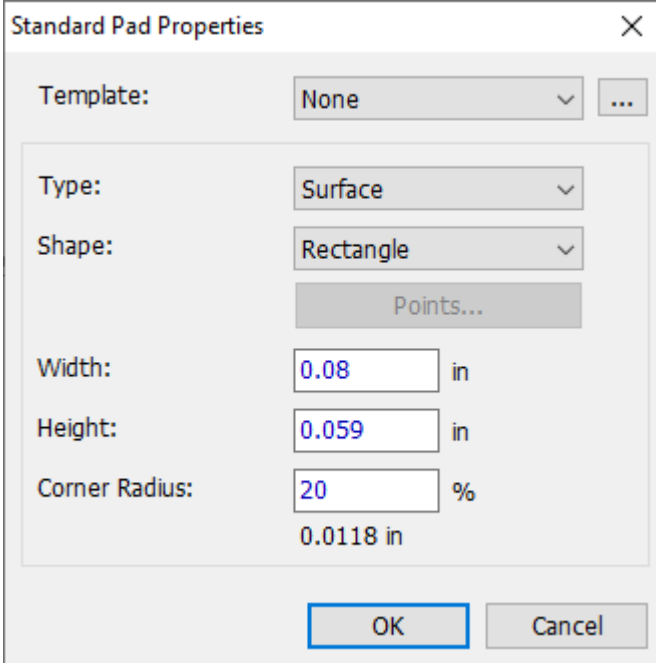 Standard Pad Properties
Template: None ...
Type: Surface
Shape: Rectangle
Points...
Width: 0.08 in
Height: 0.059 in
Corner Radius: 20 %
0.0118 in
OK Cancel